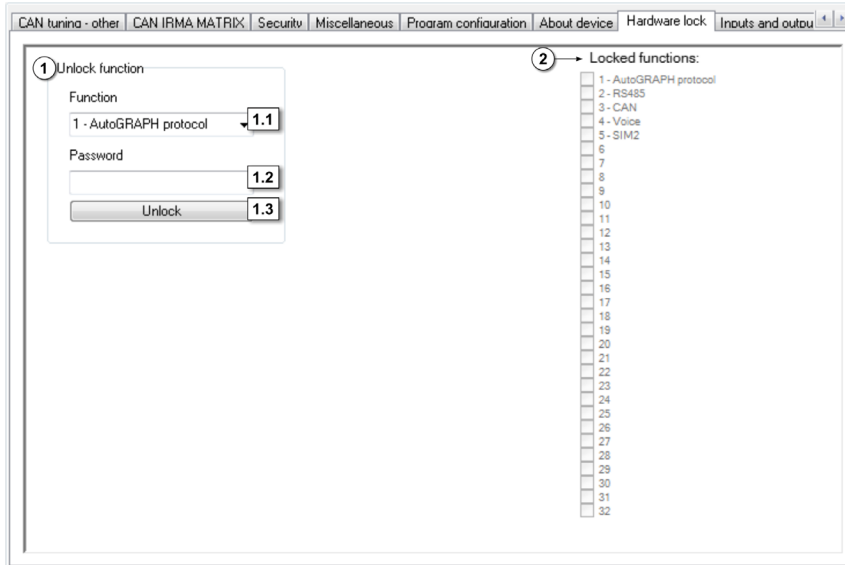 CAN tuning - other CAN IRMA MATRIX Security Miscellaneous Program configuration About device Hardware lock Inputs and outpu
1 Unlock function
Function
1 - AutoGRAPH protocol 1.1
Password
1.2
Unlock 1.3
2 Locked functions:
1 - AutoGRAPH protocol
2 - RS485
3 - CAN
4 - Voice
5 - SIM2
6
7
8
9
10
11
12
13
14
15
16
17
18
19
20
21
22
23
24
25
26
27
28
29
30
31
32